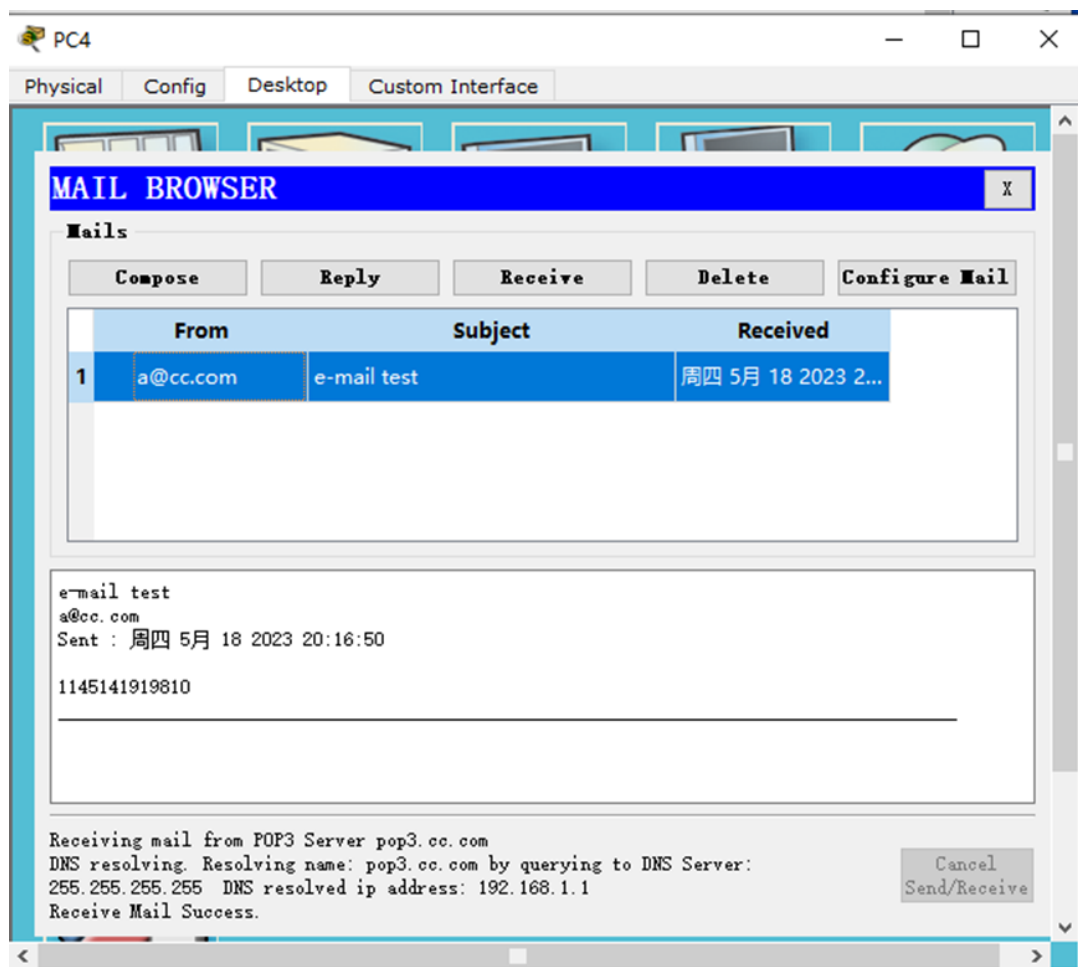 PC4
Physical Config Desktop Custom Interface
MAIL BROWSER X
Mails
Compose Reply Receive Delete Configure Mail
From Subject Received
1 a@cc.com e-mail test 周四 5月 18 2023 2...
e-mail test
a@cc.com
Sent : 周四 5月 18 2023 20:16:50
1145141919810
Receiving mail from POP3 Server pop3.cc.com
DNS resolving. Resolving name: pop3.cc.com by querying to DNS Server:
255.255.255.255 DNS resolved ip address: 192.168.1.1
Receive Mail Success.
Cancel
Send/Receive